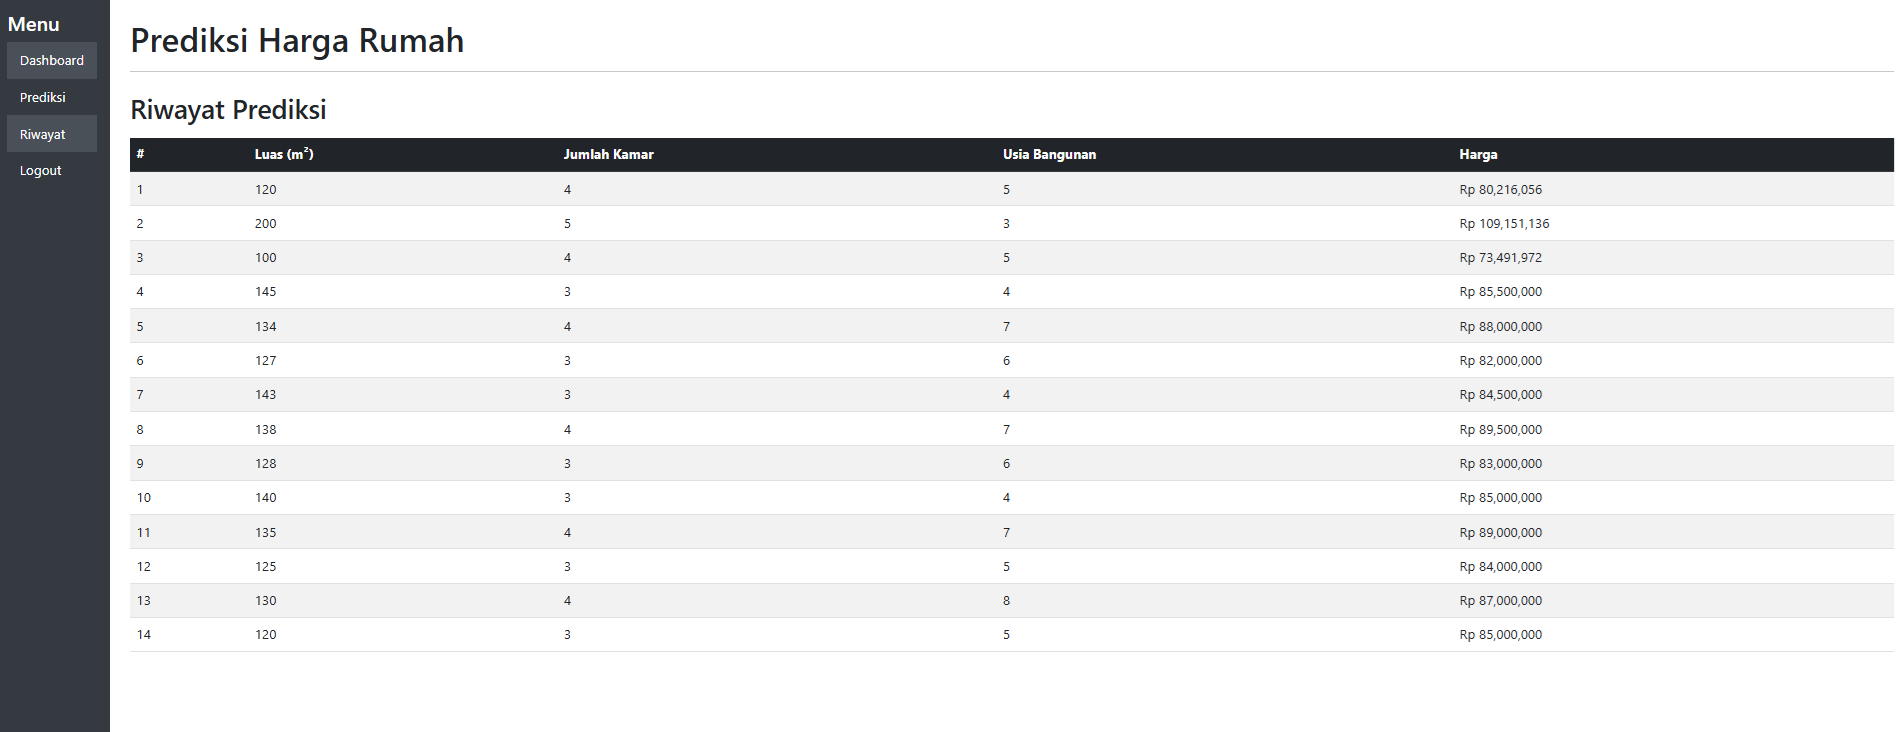 Menu
Dashboard
Prediksi
Riwayat
Logout
Prediksi Harga Rumah
Riwayat Prediksi
# Luas (m²) Jumlah Kamar Usia Bangunan Harga
1 120 4 5 Rp 80,216,056
2 200 5 3 Rp 109,151,136
3 100 4 5 Rp 73,491,972
4 145 3 4 Rp 85,500,000
5 134 4 7 Rp 88,000,000
6 127 3 6 Rp 82,000,000
7 143 3 4 Rp 84,500,000
8 138 4 7 Rp 89,500,000
9 128 3 6 Rp 83,000,000
10 140 3 4 Rp 85,000,000
11 135 4 7 Rp 89,000,000
12 125 3 5 Rp 84,000,000
13 130 4 8 Rp 87,000,000
14 120 3 5 Rp 85,000,000